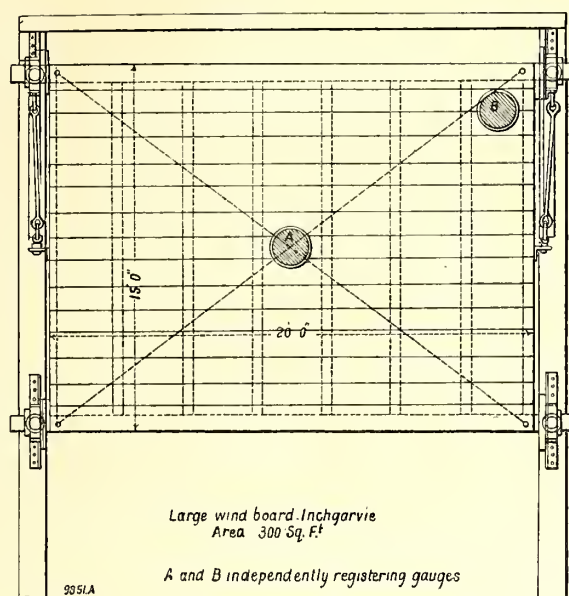 B
A
15' 0"
20' 0"
Large wind board. Inchgarvie
Area 300 Sq. Ft
A and B independently registering gauges
9351.A